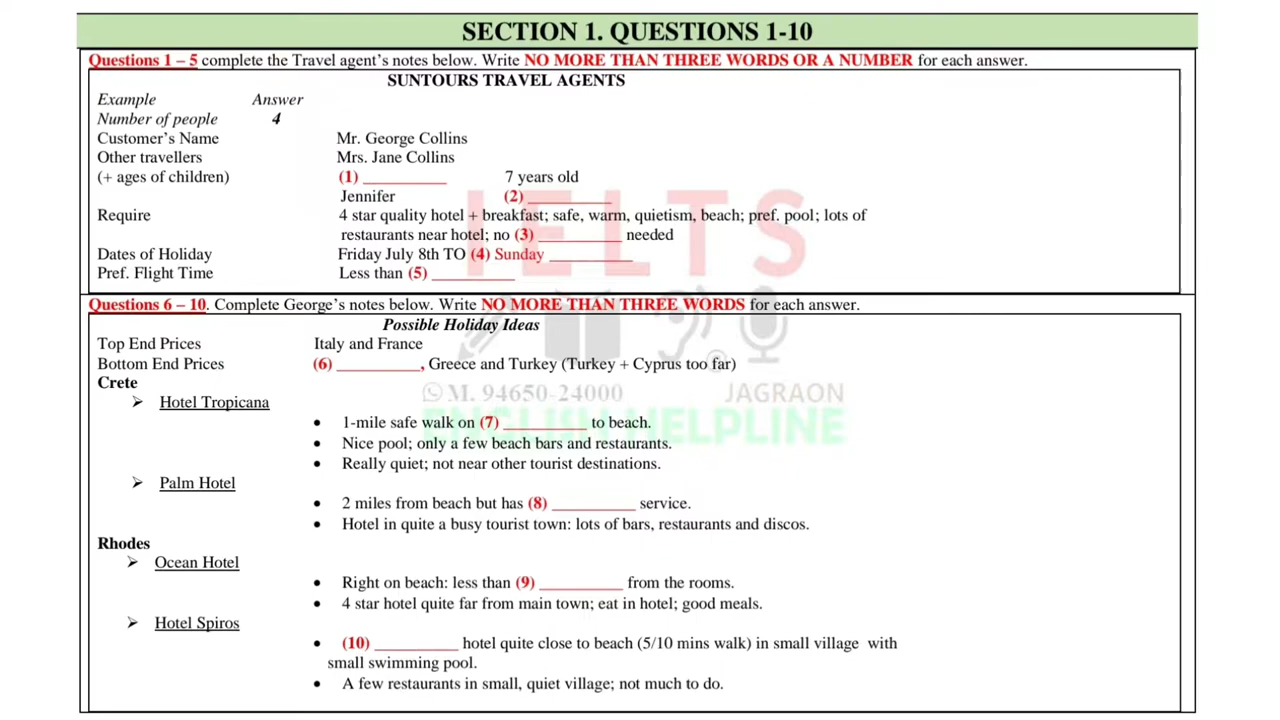 SECTION 1. QUESTIONS 1-10
Questions 1 – 5 complete the Travel agent's notes below. Write NO MORE THAN THREE WORDS OR A NUMBER for each answer.
SUNTOURS TRAVEL AGENTS
Example Answer
Number of people 4
Customer's Name Mr. George Collins
Other travellers Mrs. Jane Collins
(+ ages of children) (1) __________ 7 years old
Jennifer (2) __________
Require 4 star quality hotel + breakfast; safe, warm, quietism, beach; pref. pool; lots of
restaurants near hotel; no (3) __________ needed
Dates of Holiday Friday July 8th TO (4) Sunday __________
Pref. Flight Time Less than (5) __________
IELTS
Questions 6 – 10. Complete George's notes below. Write NO MORE THAN THREE WORDS for each answer.
Possible Holiday Ideas
Top End Prices Italy and France
Bottom End Prices (6) __________, Greece and Turkey (Turkey + Cyprus too far)
Crete
M. 94650-24000 JAGRAON
➢ Hotel Tropicana
ENGLISH HELPLINE
• 1-mile safe walk on (7) __________ to beach.
• Nice pool; only a few beach bars and restaurants.
• Really quiet; not near other tourist destinations.
➢ Palm Hotel
• 2 miles from beach but has (8) __________ service.
• Hotel in quite a busy tourist town: lots of bars, restaurants and discos.
Rhodes
➢ Ocean Hotel
• Right on beach: less than (9) __________ from the rooms.
• 4 star hotel quite far from main town; eat in hotel; good meals.
➢ Hotel Spiros
• (10) __________ hotel quite close to beach (5/10 mins walk) in small village with
small swimming pool.
• A few restaurants in small, quiet village; not much to do.